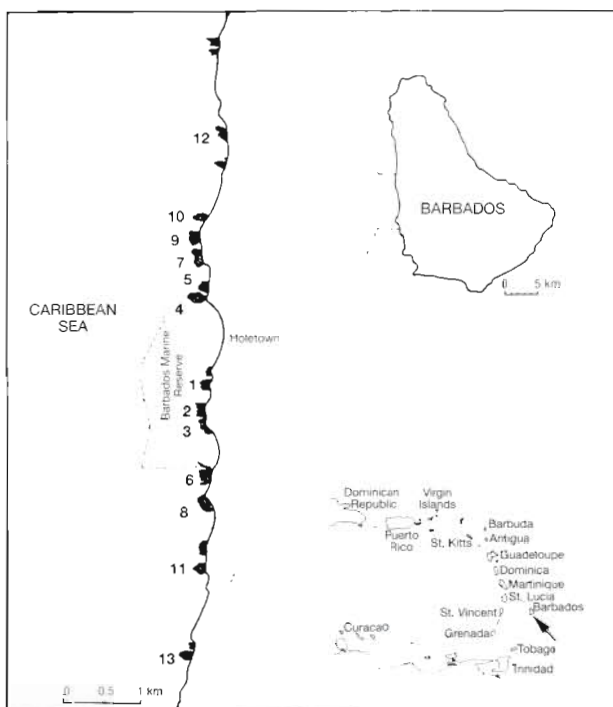 12
10
9
7
5
4
CARIBBEAN
SEA
Holetown
Barbados Marine
Reserve
1
2
3
6
8
11
13
0 0.5 1 km
BARBADOS
0 5 km
Dominican
Republic
Virgin
Islands
Puerto
Rico
St. Kitts
Barbuda
Antigua
Guadeloupe
Dominica
Martinique
St. Lucia
St. Vincent
Barbados
Grenada
Curacao
Tobago
Trinidad